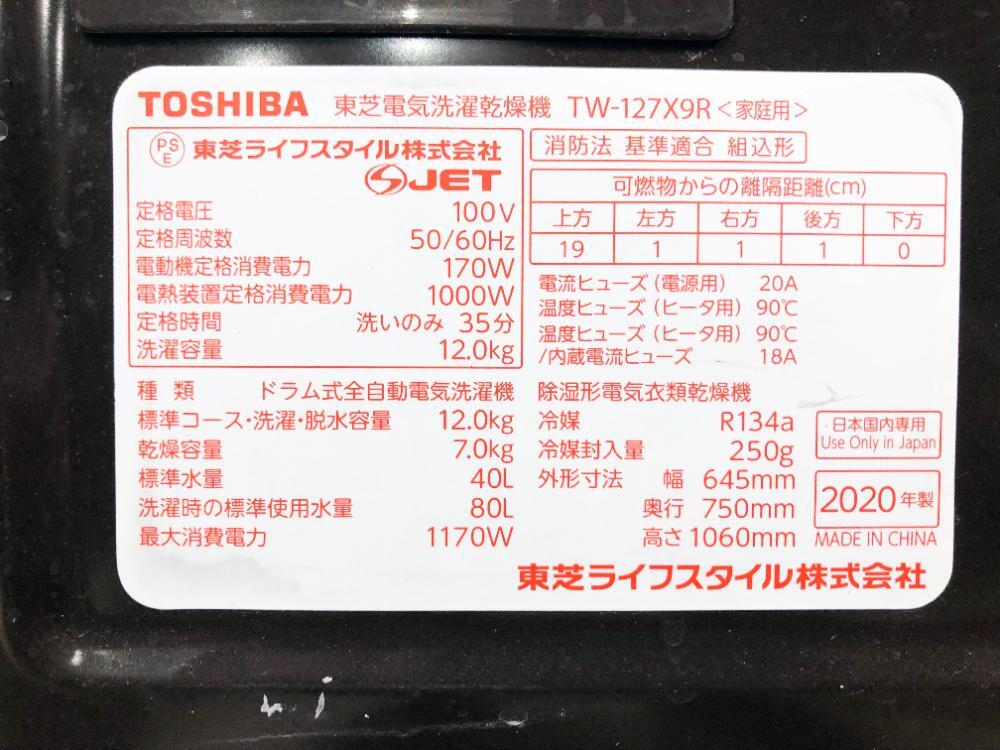 TOSHIBA 東芝電気洗濯乾燥機 TW-127X9R<家庭用>
PS
E
東芝ライフスタイル株式会社
SJET
定格電圧 100V
定格周波数 50/60Hz
電動機定格消費電力 170W
電熱装置定格消費電力 1000W
定格時間 洗いのみ 35分
洗濯容量 12.0kg
消防法 基準適合 組込形
可燃物からの離隔距離(cm)
上方 左方 右方 後方 下方
19 1 1 1 0
電流ヒューズ(電源用) 20A
温度ヒューズ(ヒータ用) 90℃
温度ヒューズ(ヒータ用) 90℃
/内蔵電流ヒューズ 18A
種類 ドラム式全自動電気洗濯機
標準コース・洗濯・脱水容量 12.0kg
乾燥容量 7.0kg
標準水量 40L
洗濯時の標準使用水量 80L
最大消費電力 1170W
除湿形電気衣類乾燥機
冷媒 R134a
冷媒封入量 250g
外形寸法 幅 645mm
奥行 750mm
高さ 1060mm
日本国内専用
Use Only in Japan
2020年製
MADE IN CHINA
東芝ライフスタイル株式会社